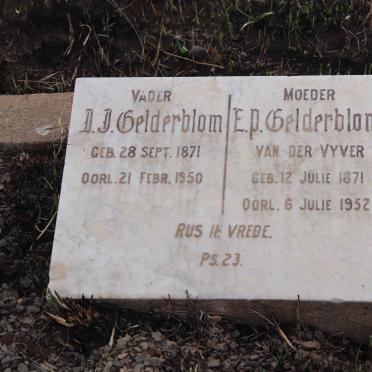 VADER
J.J. Gelderblom
GEB. 28 SEPT. 1871
OORL. 21 FEBR. 1950
MOEDER
E.P. Gelderblom
VAN DER VYVER
GEB. 12 JULIE 1871
OORL. 6 JULIE 1952
RUS IN VREDE.
PS. 23.